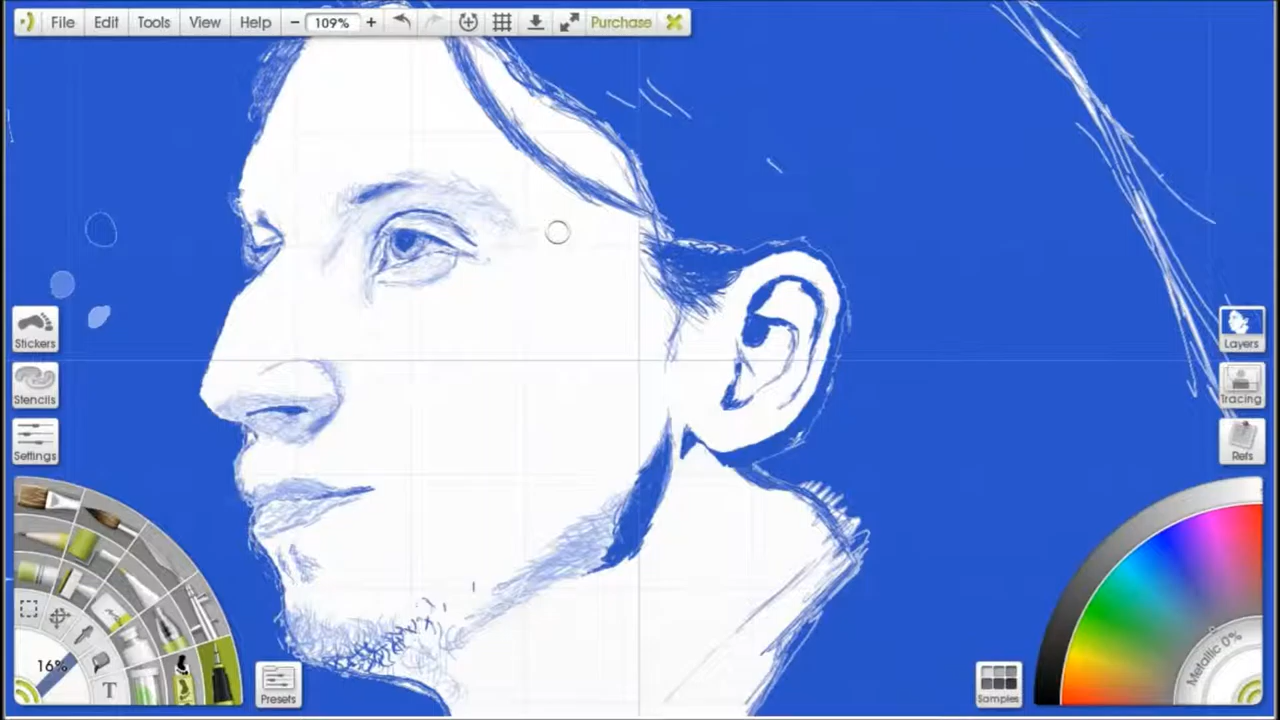 File Edit Tools View Help − 109% + Purchase
Stickers
Stencils
Settings
Layers
Tracing
Refs
16%
T
Presets
Samples
Metallic 0%